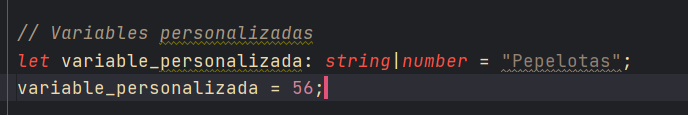 // Variables personalizadas
let variable_personalizada: string|number = "Pepelotas";
variable_personalizada = 56;